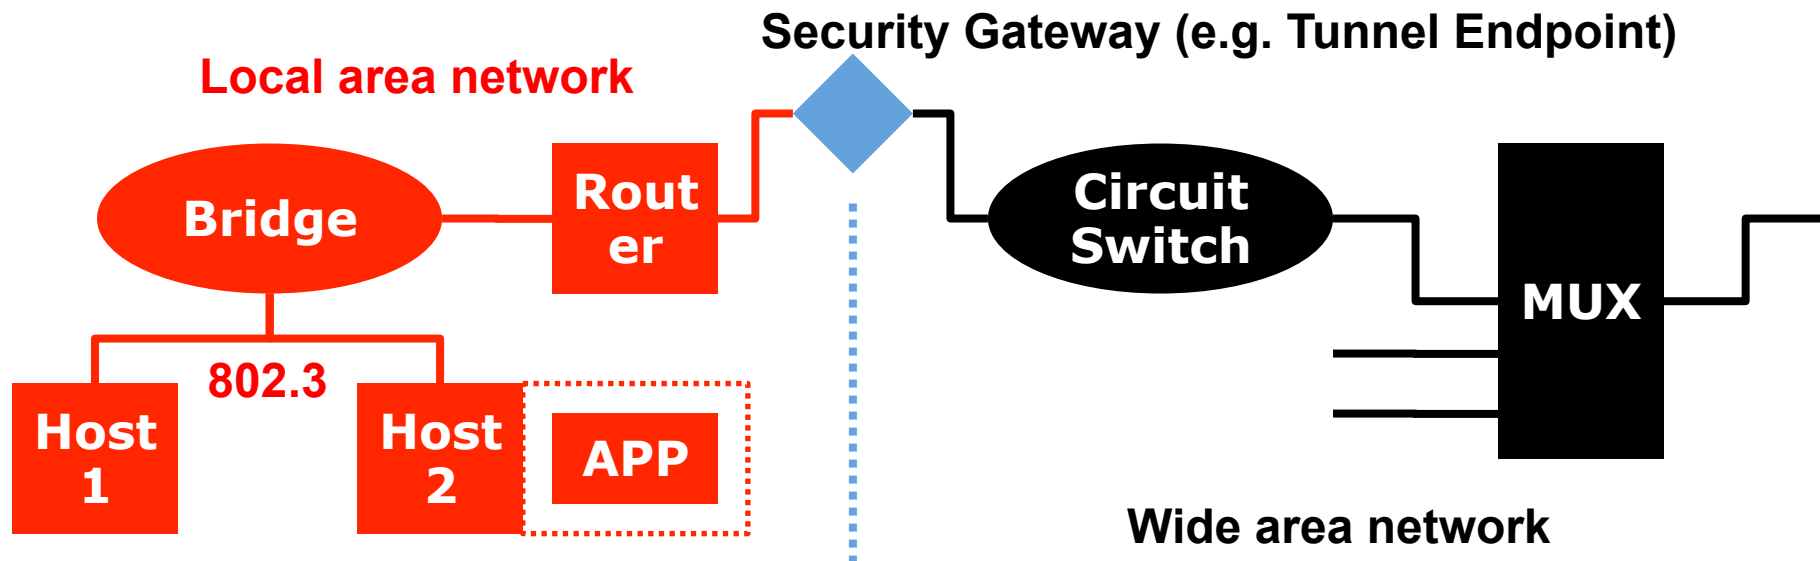 Security Gateway (e.g. Tunnel Endpoint)
Local area network
Bridge
Rout
er
Circuit
Switch
MUX
802.3
Host
1
Host
2
APP
Wide area network